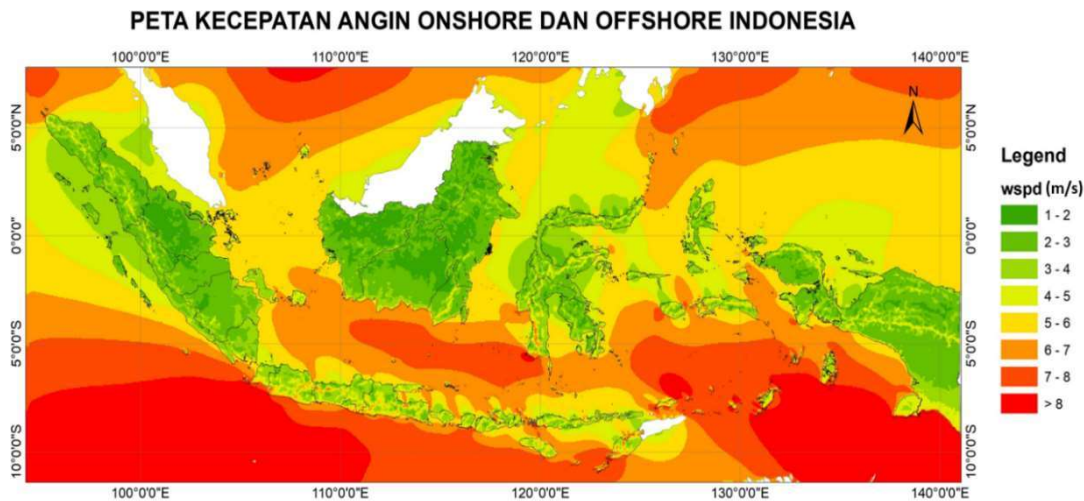 PETA KECEPATAN ANGIN ONSHORE DAN OFFSHORE INDONESIA
100°0'0"E 110°0'0"E 120°0'0"E 130°0'0"E 140°0'0"E
N
5°0'0"N 5°0'0"N
0°0'0" 0°0'0"
5°0'0"S 5°0'0"S
10°0'0"S 10°0'0"S
100°0'0"E 110°0'0"E 120°0'0"E 130°0'0"E 140°0'0"E
Legend
wspd (m/s)
1 - 2
2 - 3
3 - 4
4 - 5
5 - 6
6 - 7
7 - 8
> 8